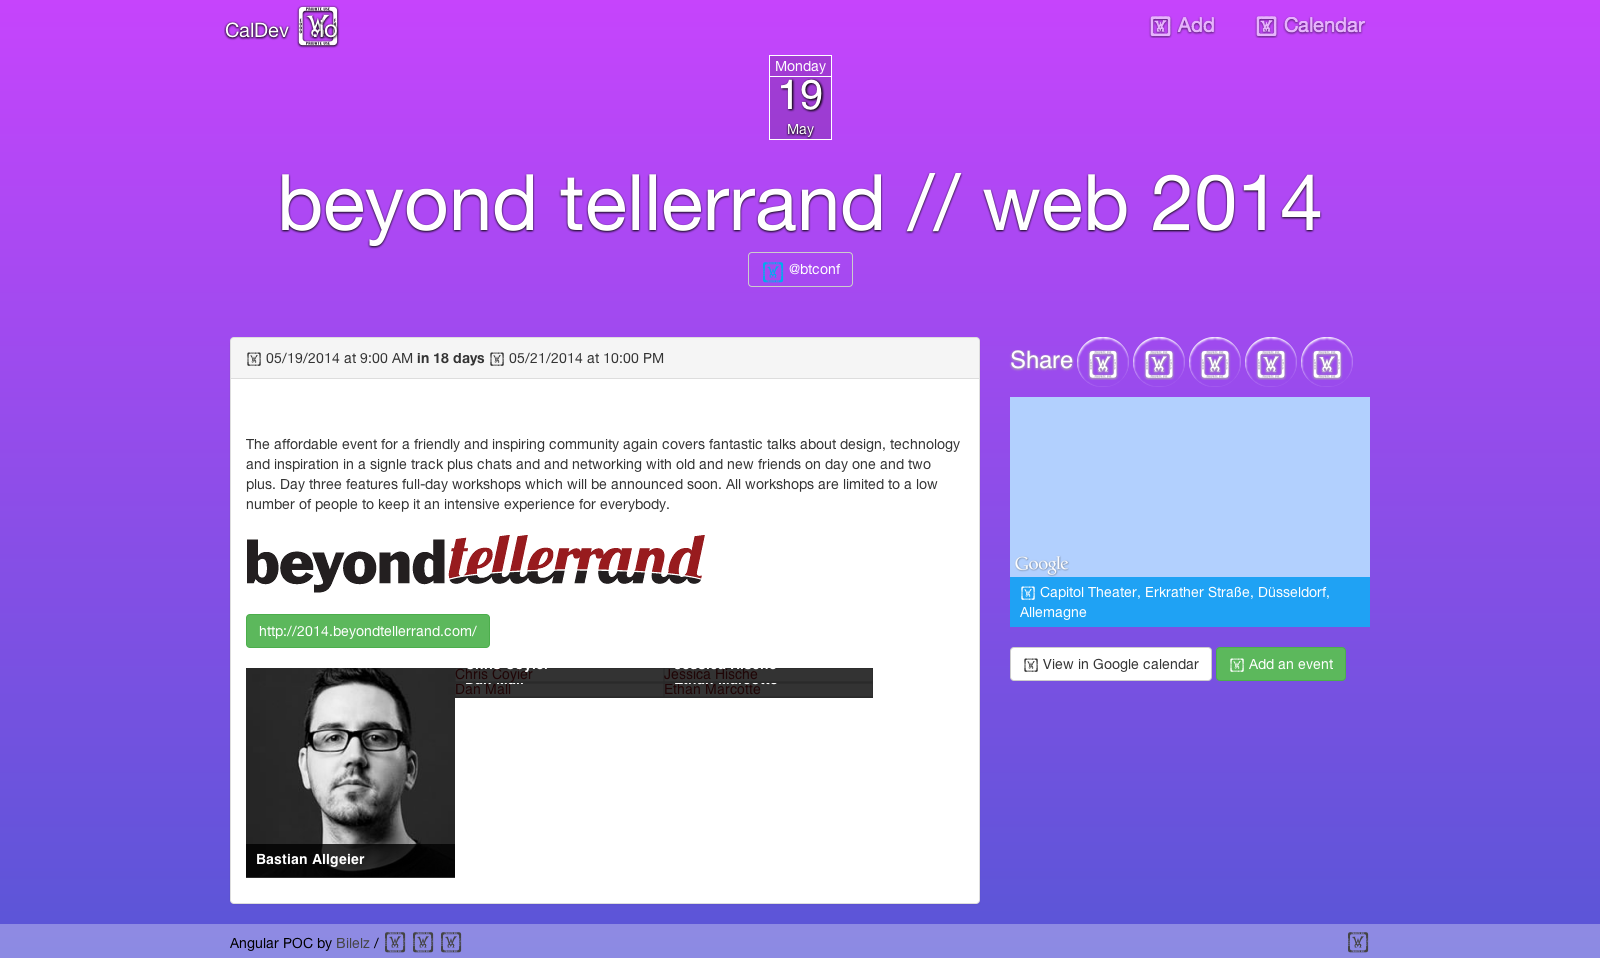 CalDev
Add
Calendar
Monday
19
May
beyond tellerrand // web 2014
@btconf
05/19/2014 at 9:00 AM in 18 days 05/21/2014 at 10:00 PM
Share
The affordable event for a friendly and inspiring community again covers fantastic talks about design, technology
and inspiration in a signle track plus chats and and networking with old and new friends on day one and two
plus. Day three features full-day workshops which will be announced soon. All workshops are limited to a low
number of people to keep it an intensive experience for everybody.
beyondtellerrand
http://2014.beyondtellerrand.com/
Chris Coyier
Jessica Hische
Dan Mall
Ethan Marcotte
Bastian Allgeier
Google
Capitol Theater, Erkrather Straße, Düsseldorf,
Allemagne
View in Google calendar
Add an event
Angular POC by Bilelz /